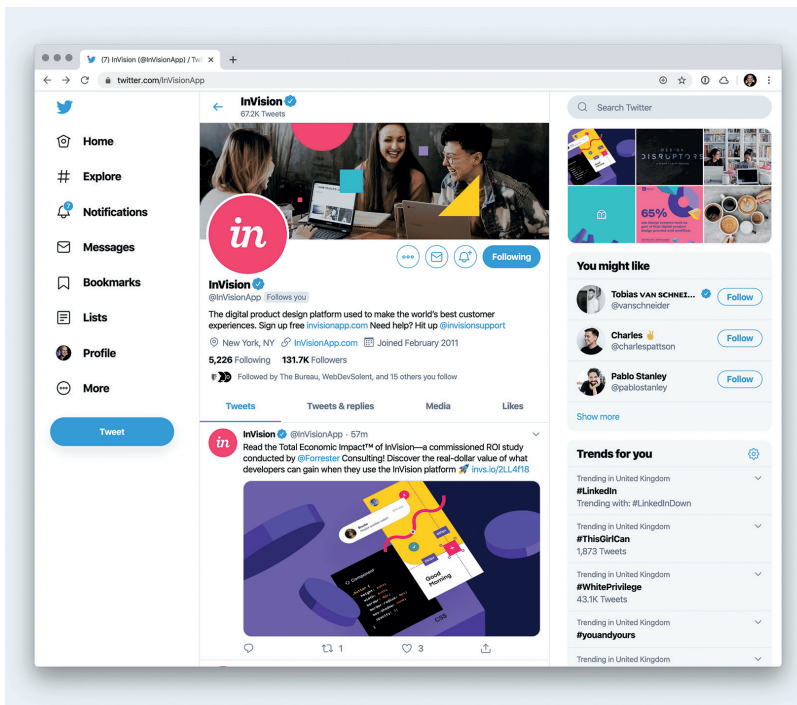 (7) InVision (@InVisionApp) / Twi
twitter.com/InVisionApp
Home
Explore
7
Notifications
Messages
Bookmarks
Lists
Profile
More
Tweet
InVision
67.2K Tweets
in
Following
InVision
@InVisionApp Follows you
The digital product design platform used to make the world's best customer
experiences. Sign up free invisionapp.com Need help? Hit up @invisionsupport
New York, NY InVisionApp.com Joined February 2011
5,226 Following 131.7K Followers
Followed by The Bureau, WebDevSolent, and 15 others you follow
Tweets Tweets & replies Media Likes
in
InVision @InVisionApp · 57m
Read the Total Economic Impact™ of InVision—a commissioned ROI study
conducted by @Forrester Consulting! Discover the real-dollar value of what
developers can gain when they use the InVision platform 🚀 invs.io/2LL4f18
Component
Good
Morning
CSS
1
3
Search Twitter
DESIGN
DISRUPTORS
65%
You might like
Tobias VAN SCHNEI...
@vanschneider
Follow
Charles ✌
@charlespattson
Follow
Pablo Stanley
@pablostanley
Follow
Show more
Trends for you
Trending in United Kingdom
#LinkedIn
Trending with: #LinkedInDown
Trending in United Kingdom
#ThisGirlCan
1,873 Tweets
Trending in United Kingdom
#WhitePrivilege
43.1K Tweets
Trending in United Kingdom
#youandyours
Trending in United Kingdom